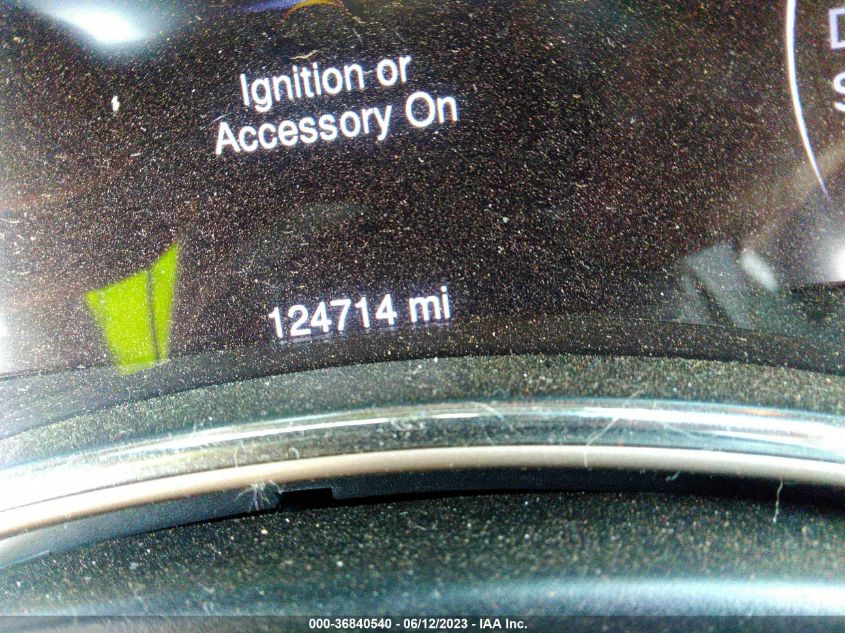 Ignition or
Accessory On
D
S
124714 mi
000-36840540 - 06/12/2023 - IAA Inc.